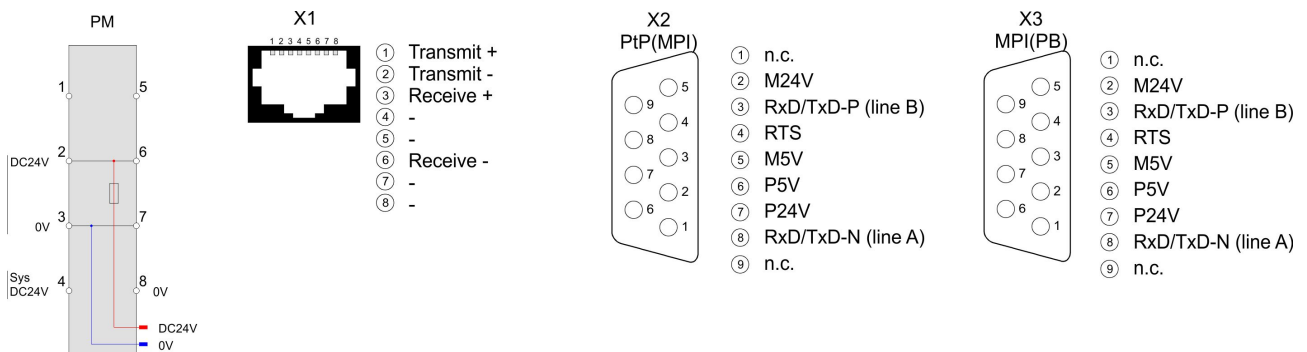 PM
1
5
DC24V 2
6
0V 3
7
Sys
DC24V 4
8 0V
DC24V
0V
X1
1 2 3 4 5 6 7 8
① Transmit +
② Transmit -
③ Receive +
④ -
⑤ -
⑥ Receive -
⑦ -
⑧ -
X2
PtP(MPI)
5
9
4
8
3
7
2
6
1
① n.c.
② M24V
③ RxD/TxD-P (line B)
④ RTS
⑤ M5V
⑥ P5V
⑦ P24V
⑧ RxD/TxD-N (line A)
⑨ n.c.
X3
MPI(PB)
5
9
4
8
3
7
2
6
1
① n.c.
② M24V
③ RxD/TxD-P (line B)
④ RTS
⑤ M5V
⑥ P5V
⑦ P24V
⑧ RxD/TxD-N (line A)
⑨ n.c.